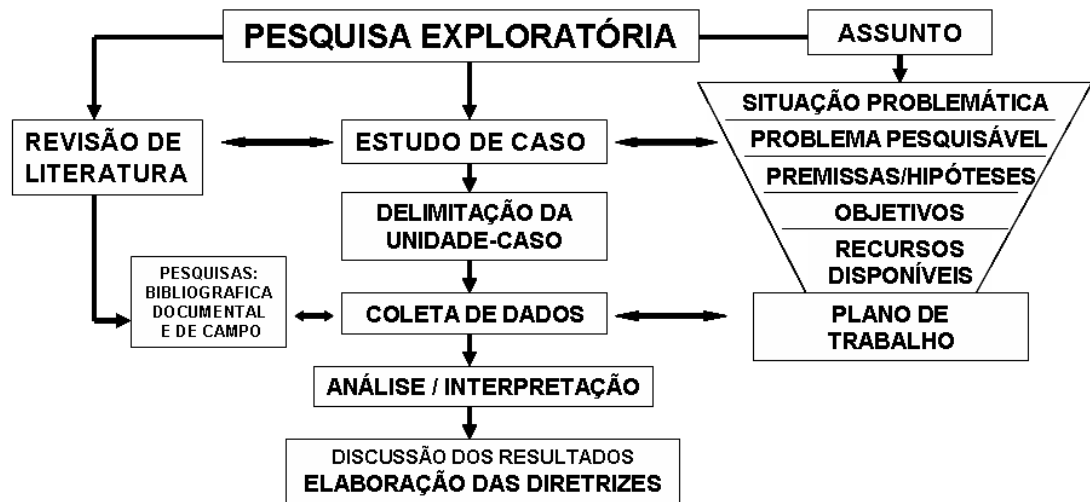 PESQUISA EXPLORATÓRIA
ASSUNTO
REVISÃO DE
LITERATURA
PESQUISAS:
BIBLIOGRAFICA
DOCUMENTAL
E DE CAMPO
ESTUDO DE CASO
DELIMITAÇÃO DA
UNIDADE-CASO
COLETA DE DADOS
ANÁLISE / INTERPRETAÇÃO
DISCUSSÃO DOS RESULTADOS
ELABORAÇÃO DAS DIRETRIZES
SITUAÇÃO PROBLEMÁTICA
PROBLEMA PESQUISÁVEL
PREMISSAS/HIPÓTESES
OBJETIVOS
RECURSOS
DISPONÍVEIS
PLANO DE
TRABALHO